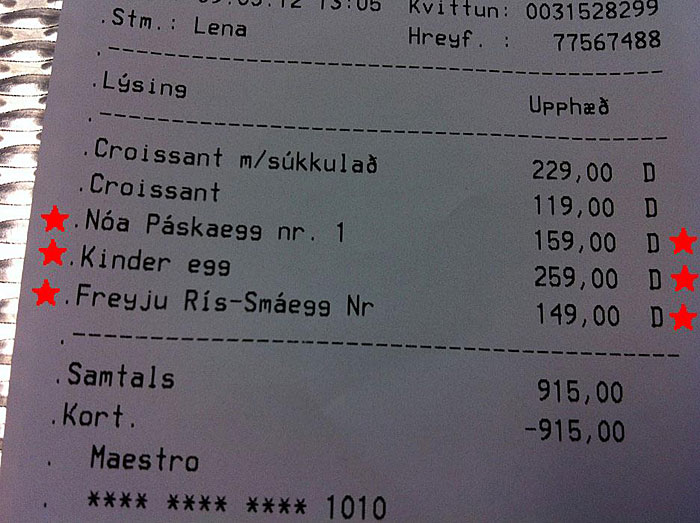 Kvittun: 0031528299
.Stm.: Lena Hreyf. : 77567488
.Lýsing Upphæð
.Croissant m/súkkulað 229,00 D
.Croissant 119,00 D
.Nóa Páskaegg nr. 1 159,00 D
.Kinder egg 259,00 D
.Freyju Rís-Smáegg Nr 149,00 D
.Samtals 915,00
.Kort. -915,00
. Maestro
. **** **** **** 1010